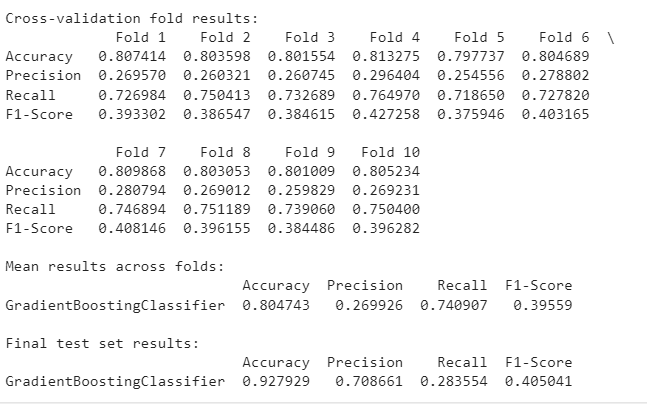 Cross-validation fold results:
Fold 1 Fold 2 Fold 3 Fold 4 Fold 5 Fold 6 \
Accuracy 0.807414 0.803598 0.801554 0.813275 0.797737 0.804689
Precision 0.269570 0.260321 0.260745 0.296404 0.254556 0.278802
Recall 0.726984 0.750413 0.732689 0.764970 0.718650 0.727820
F1-Score 0.393302 0.386547 0.384615 0.427258 0.375946 0.403165
Fold 7 Fold 8 Fold 9 Fold 10
Accuracy 0.809868 0.803053 0.801009 0.805234
Precision 0.280794 0.269012 0.259829 0.269231
Recall 0.746894 0.751189 0.739060 0.750400
F1-Score 0.408146 0.396155 0.384486 0.396282
Mean results across folds:
Accuracy Precision Recall F1-Score
GradientBoostingClassifier 0.804743 0.269926 0.740907 0.39559
Final test set results:
Accuracy Precision Recall F1-Score
GradientBoostingClassifier 0.927929 0.708661 0.283554 0.405041